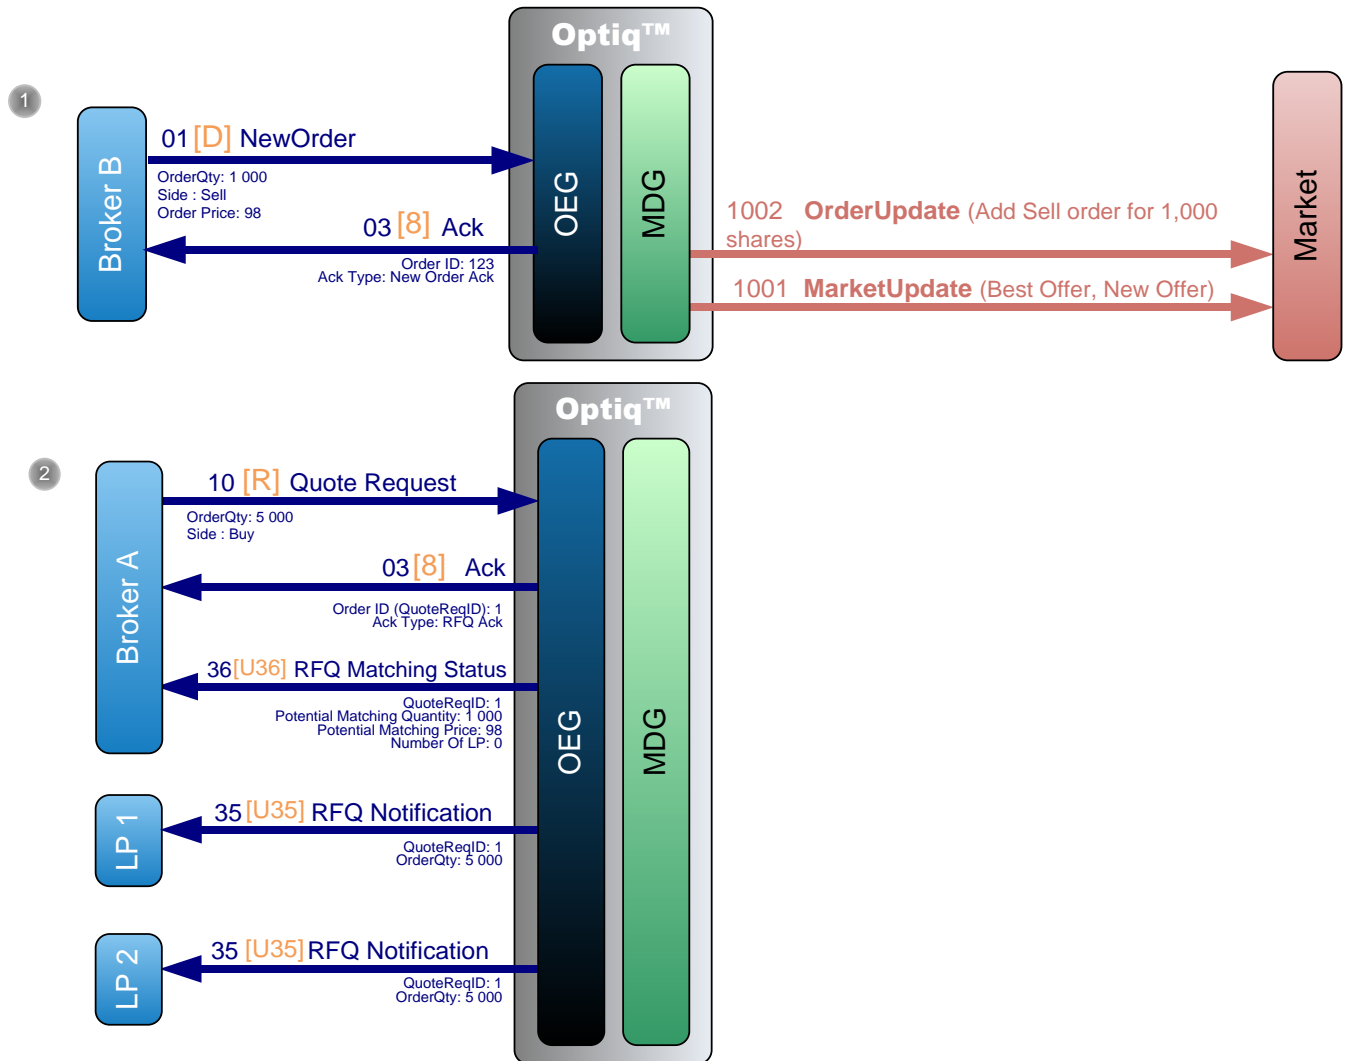 Optiq™
1
01 [D] NewOrder
OrderQty: 1 000
Side : Sell
Order Price: 98
Broker B
03 [8] Ack
Order ID: 123
Ack Type: New Order Ack
OEG
MDG
1002 OrderUpdate (Add Sell order for 1,000
shares)
1001 MarketUpdate (Best Offer, New Offer)
Market
Optiq™
2
10 [R] Quote Request
OrderQty: 5 000
Side : Buy
Broker A
03 [8] Ack
Order ID (QuoteReqID): 1
Ack Type: RFQ Ack
36 [U36] RFQ Matching Status
QuoteReqID: 1
Potential Matching Quantity: 1 000
Potential Matching Price: 98
Number Of LP: 0
OEG
MDG
LP 1
35 [U35] RFQ Notification
QuoteReqID: 1
OrderQty: 5 000
LP 2
35 [U35] RFQ Notification
QuoteReqID: 1
OrderQty: 5 000